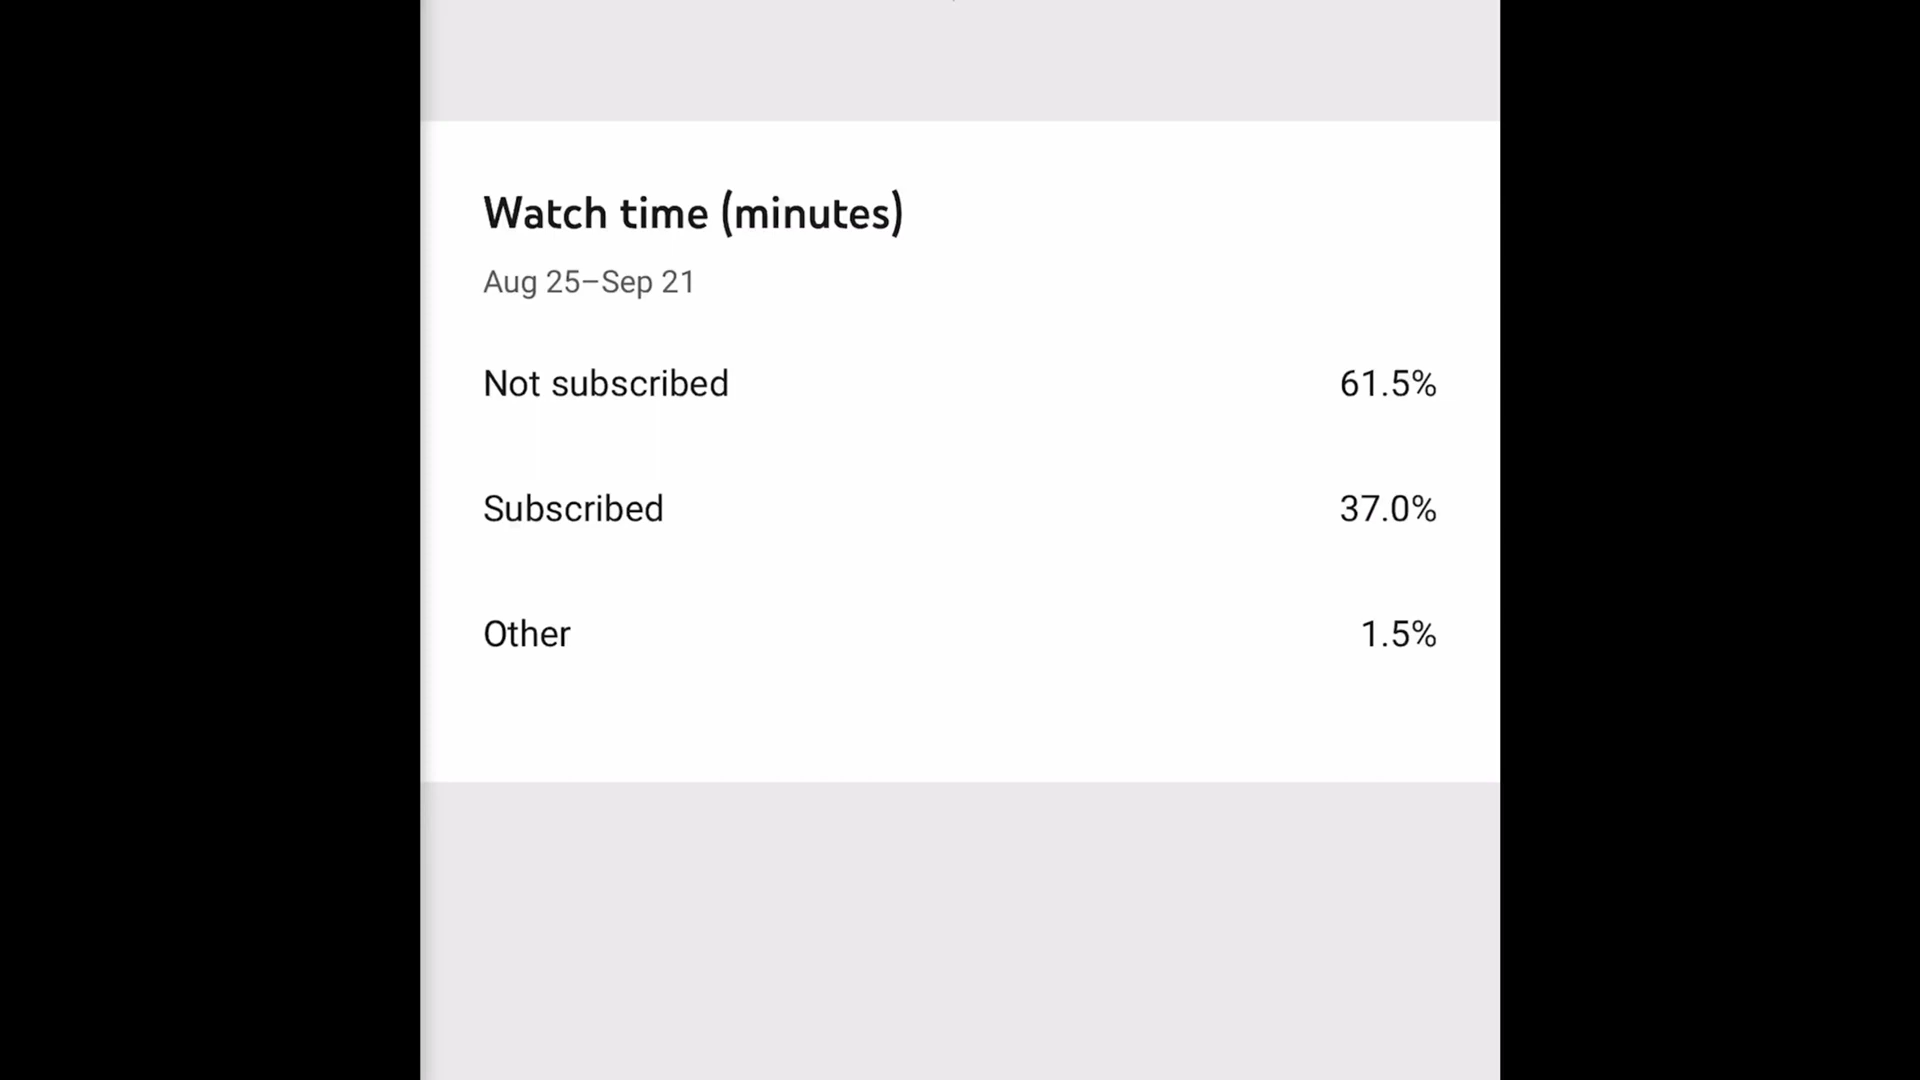 Watch time (minutes)
Aug 25–Sep 21
Not subscribed 61.5%
Subscribed 37.0%
Other 1.5%